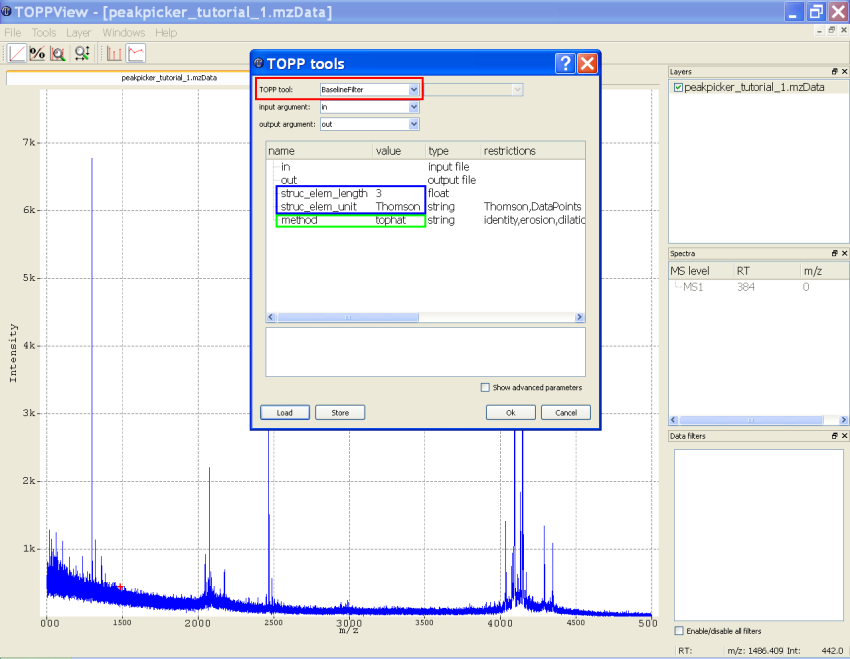 TOPPView - [peakpicker_tutorial_1.mzData]
File Tools Layer Windows Help
peakpicker_tutorial_1.mzData
TOPP tools
TOPP tool: BaselineFilter
input argument: in
output argument: out
name value type restrictions
in input file
out output file
struc_elem_length 3 float
struc_elem_unit Thomson string Thomson,DataPoints
method tophat string identity,erosion,dilatio
Show advanced parameters
Load Store Ok Cancel
Layers
peakpicker_tutorial_1.mzData
Spectra
MS level RT m/z
MS1 384 0
Data filters
Enable/disable all filters
RT: m/z: 1486.409 Int: 442.0
Intensity
7k
6k
5k
4k
3k
2k
1k
000 1500 2000 2500 3000 3500 4000 4500 500
m/z